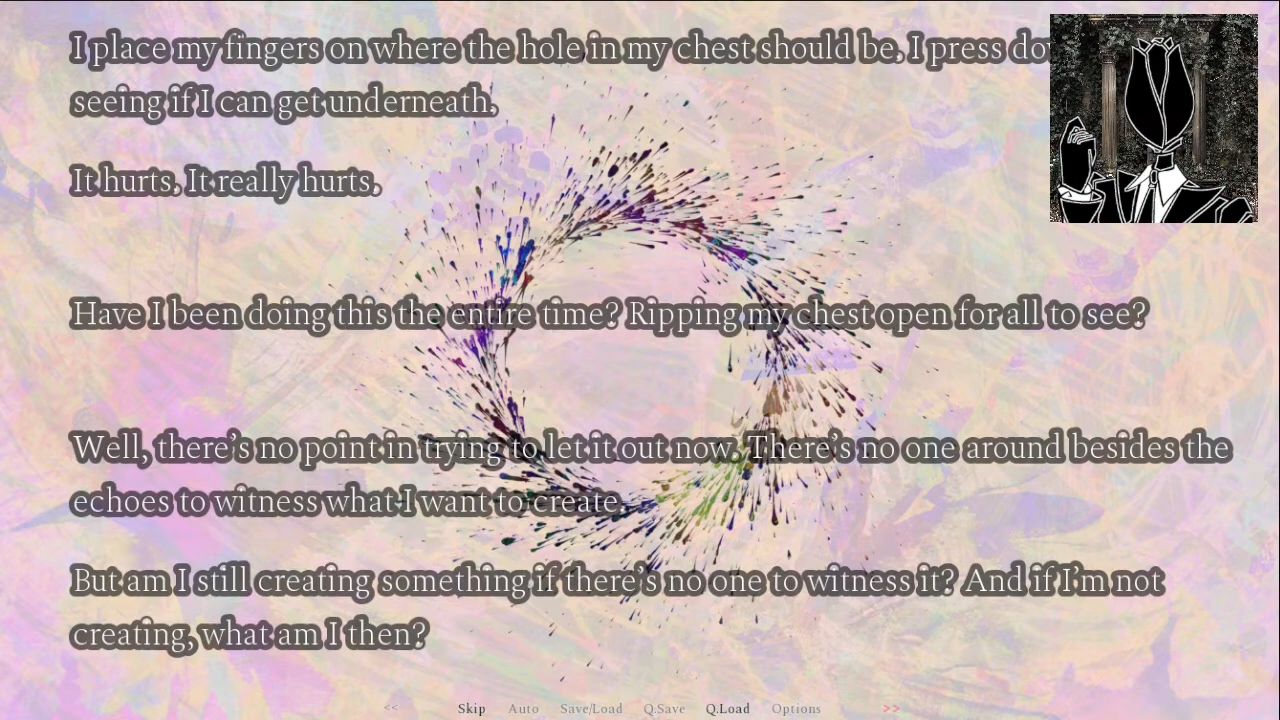 I place my fingers on where the hole in my chest should be. I press
seeing if I can get underneath.
It hurts. It really hurts.
Have I been doing this the entire time? Ripping my chest open for all to see?
Well, there's no point in trying to let it out now. There's no one around besides the
echoes to witness what I want to create.
But am I still creating something if there's no one to witness it? And if I'm not
creating, what am I then?
<< Skip Auto Save/Load Q.Save Q.Load Options >>